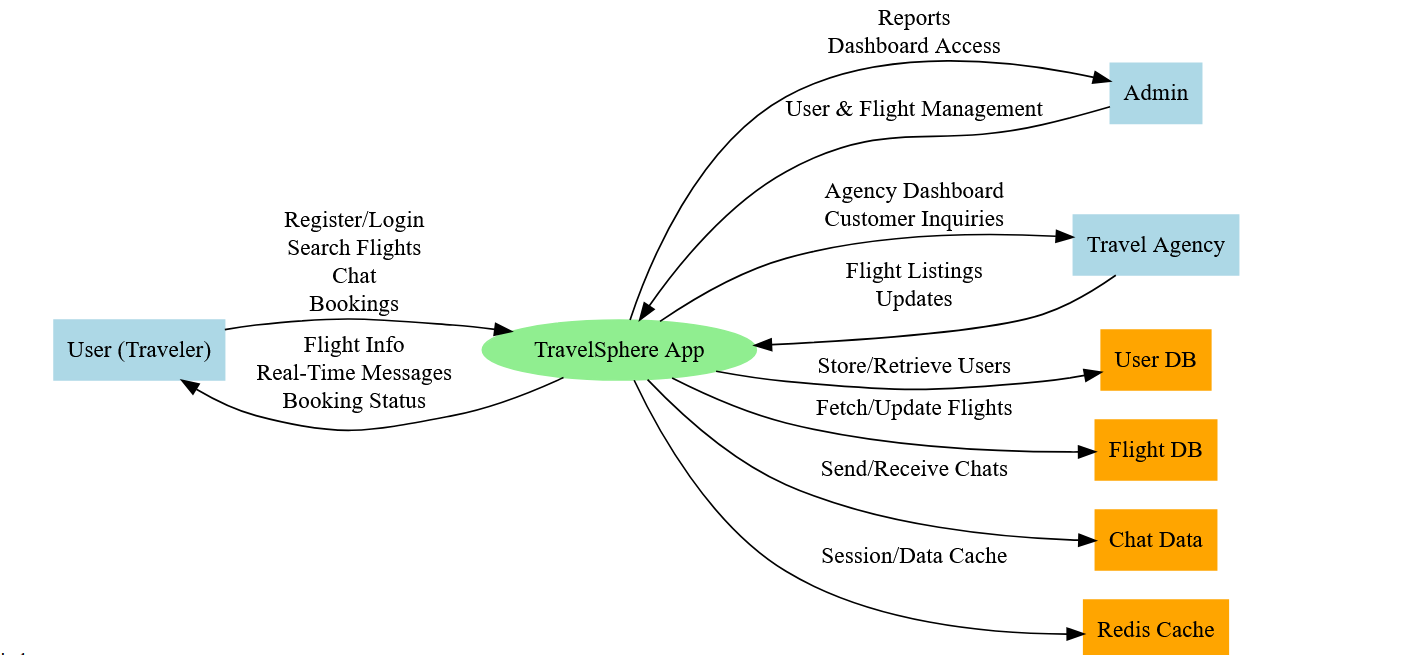 Reports
Dashboard Access
Admin
User & Flight Management
Agency Dashboard
Customer Inquiries
Travel Agency
Flight Listings
Updates
Register/Login
Search Flights
Chat
Bookings
User (Traveler)
Flight Info
Real-Time Messages
Booking Status
TravelSphere App
Store/Retrieve Users
User DB
Fetch/Update Flights
Flight DB
Send/Receive Chats
Chat Data
Session/Data Cache
Redis Cache